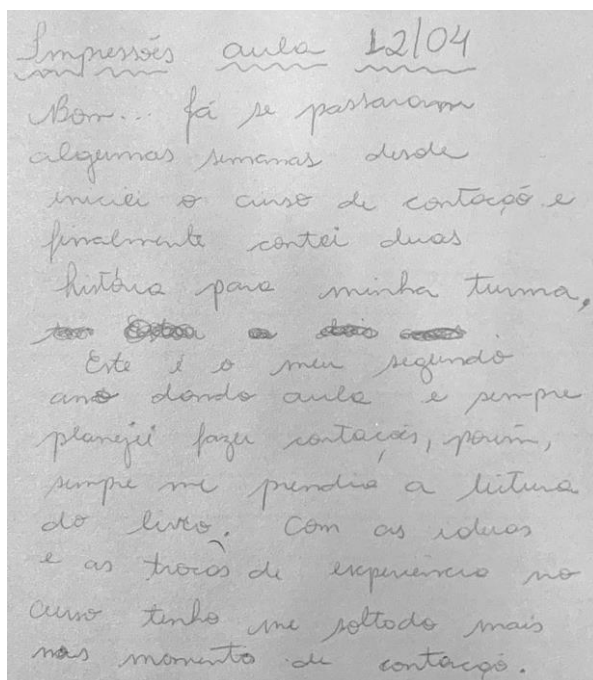 Impressões aula 12/04
Bom... já se passaram
algumas semanas desde
iniciei o curso de contação e
finalmente contei duas
história para minha turma,
Este é o meu segundo
ano dando aula e sempre
planejei fazer contações, porém,
sempre me prendia a leitura
do livro. Com as ideias
e as trocas de experiência no
curso tenho me soltado mais
nos momento de contação.